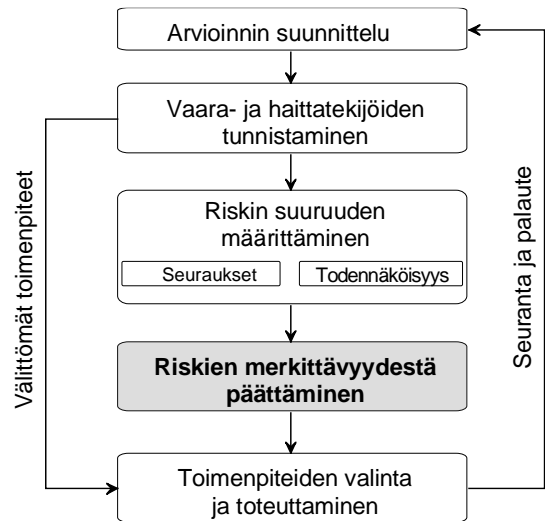 Arvioinnin suunnittelu
Vaara- ja haittatekijöiden
tunnistaminen
Riskin suuruuden
määrittäminen
Seuraukset
Todennäköisyys
Riskien merkittävyydestä
päättäminen
Toimenpiteiden valinta
ja toteuttaminen
Välittömät toimenpiteet
Seuranta ja palaute